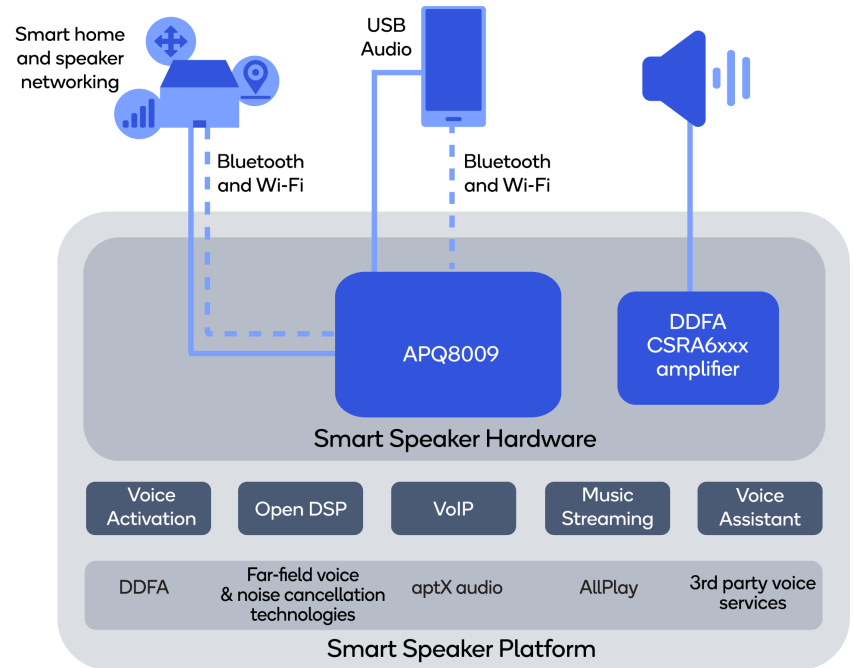 Smart home
and speaker
networking
USB
Audio
Bluetooth
and Wi-Fi
Bluetooth
and Wi-Fi
APQ8009
DDFA
CSRA6xxx
amplifier
Smart Speaker Hardware
Voice
Activation
Open DSP
VoIP
Music
Streaming
Voice
Assistant
DDFA
Far-field voice
& noise cancellation
technologies
aptX audio
AllPlay
3rd party voice
services
Smart Speaker Platform